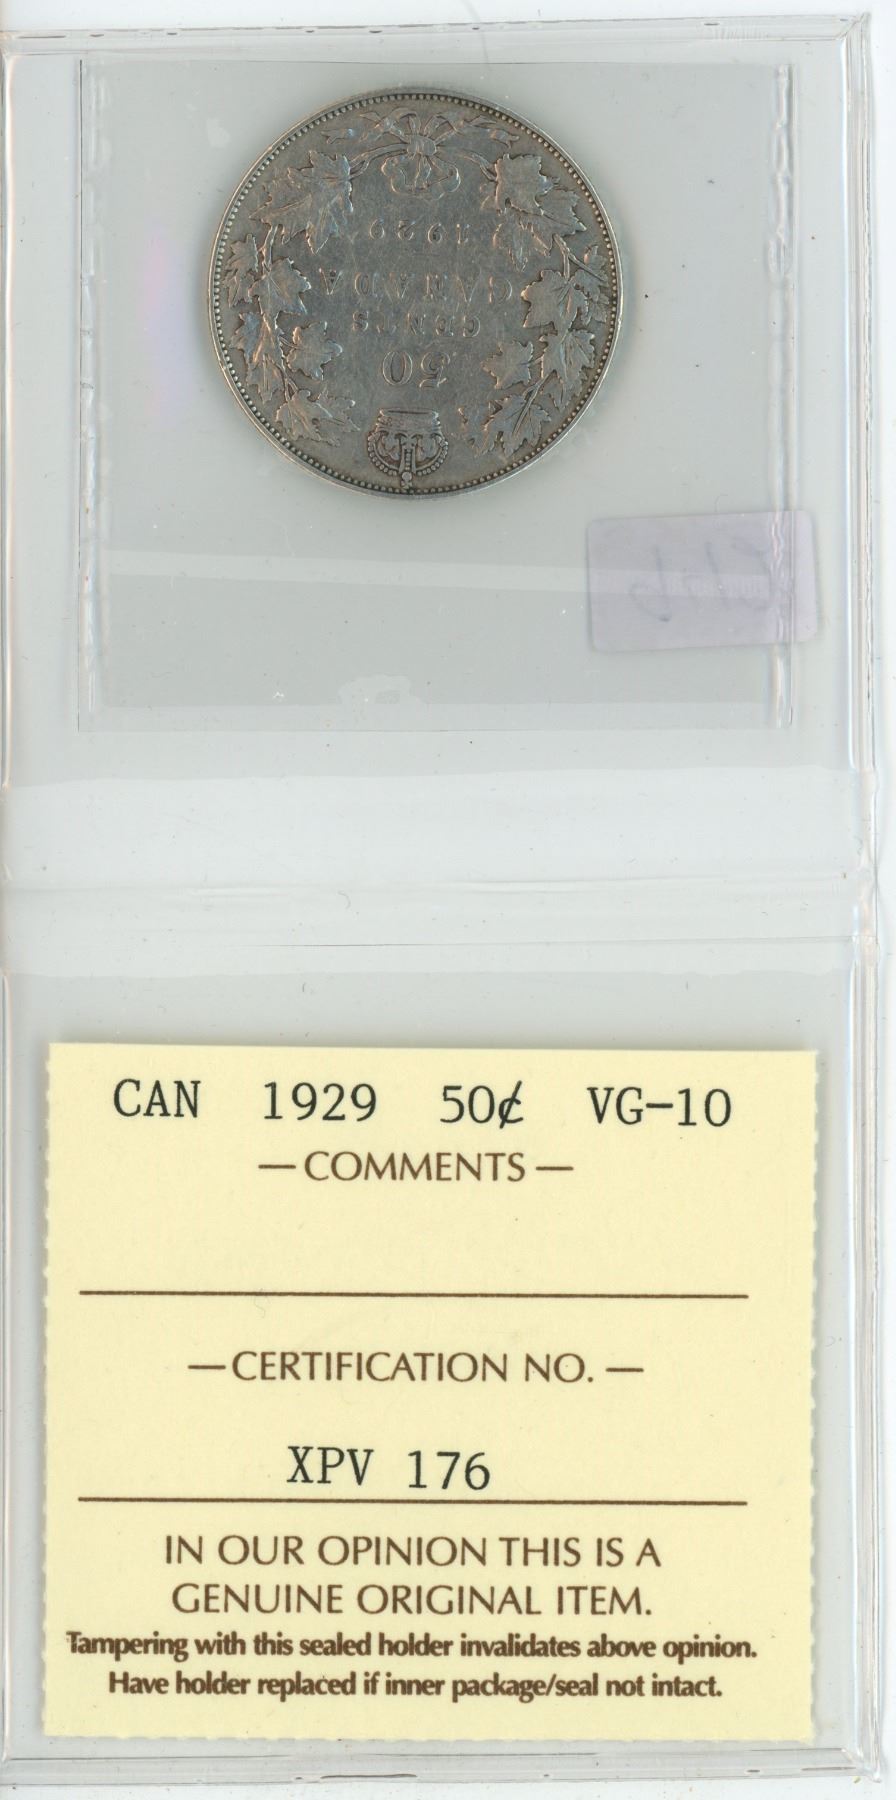 50
CENTS
CANADA
1929
CAN 1929 50¢ VG-10
— COMMENTS —
— CERTIFICATION NO. —
XPV 176
IN OUR OPINION THIS IS A
GENUINE ORIGINAL ITEM.
Tampering with this sealed holder invalidates above opinion.
Have holder replaced if inner package/seal not intact.